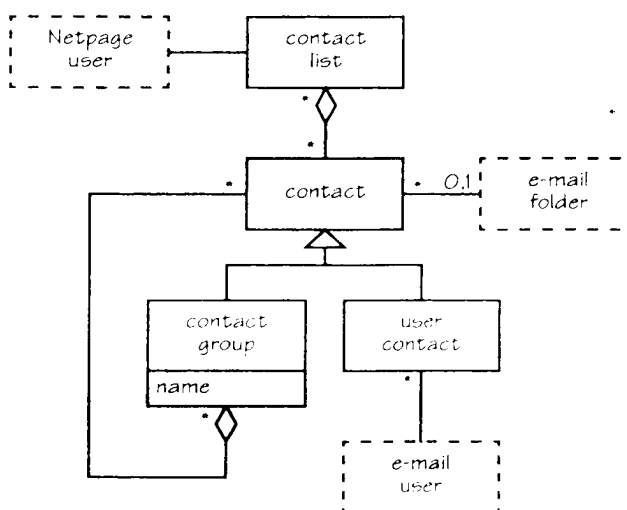 Netpage
user
contact
list
*
*
*
contact
*
0,1
e-mail
folder
contact
group
name
user
contact
*
*
e-mail
user